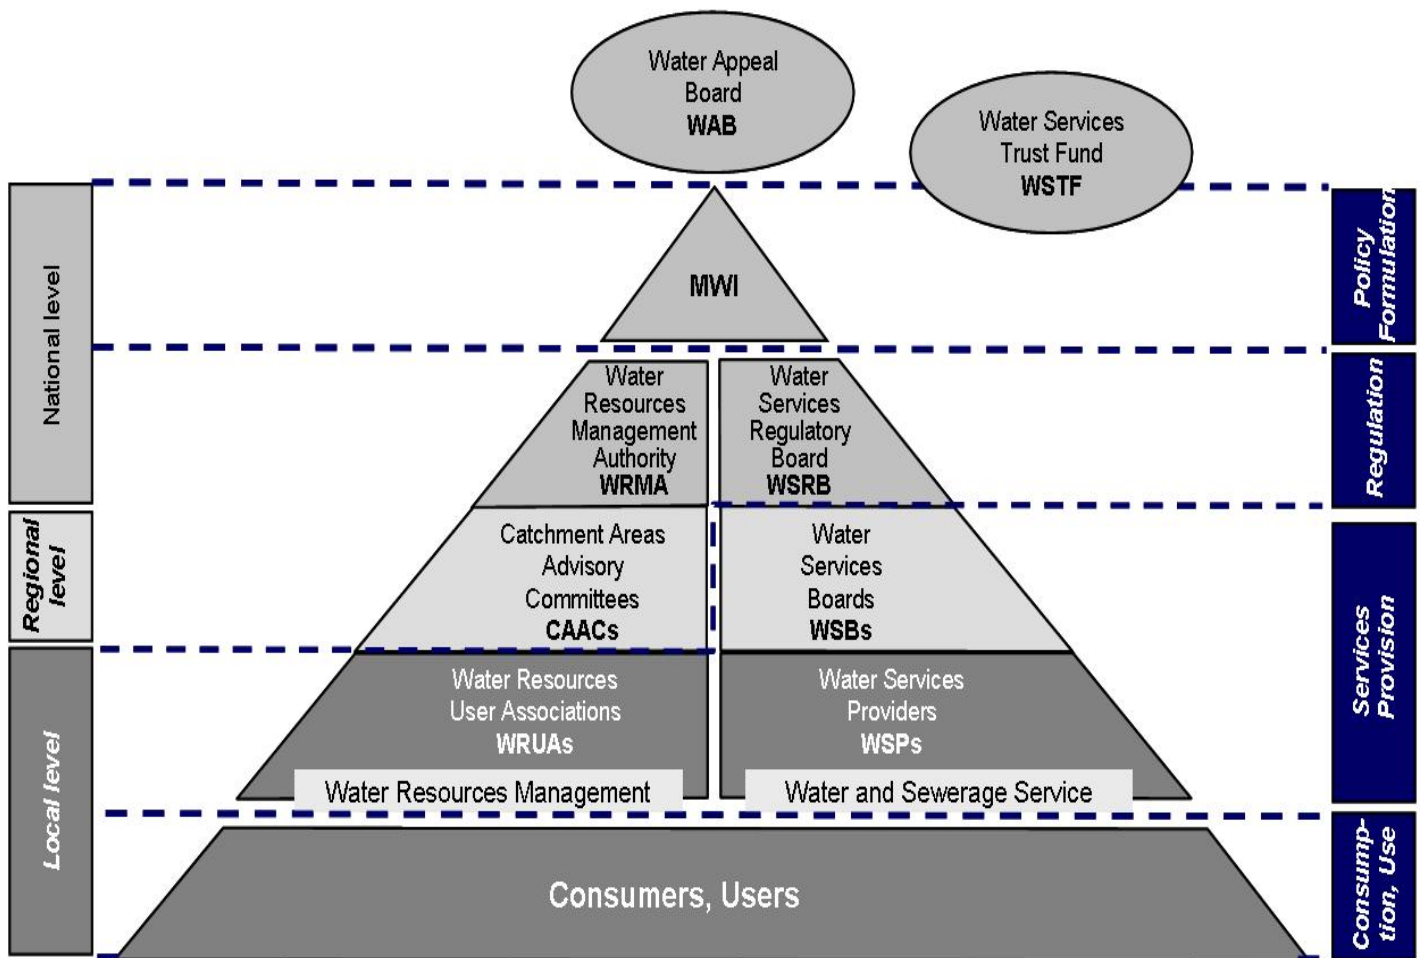 Water Appeal
Board
WAB
Water Services
Trust Fund
WSTF
National level
MWI
Policy
Formulation
Water
Resources
Management
Authority
WRMA
Water
Services
Regulatory
Board
WSRB
Regulation
Regional
level
Catchment Areas
Advisory
Committees
CAACs
Water
Services
Boards
WSBs
Services
Provision
Local level
Water Resources
User Associations
WRUAs
Water Services
Providers
WSPs
Water Resources Management
Water and Sewerage Service
Consumers, Users
Consump-
tion, Use